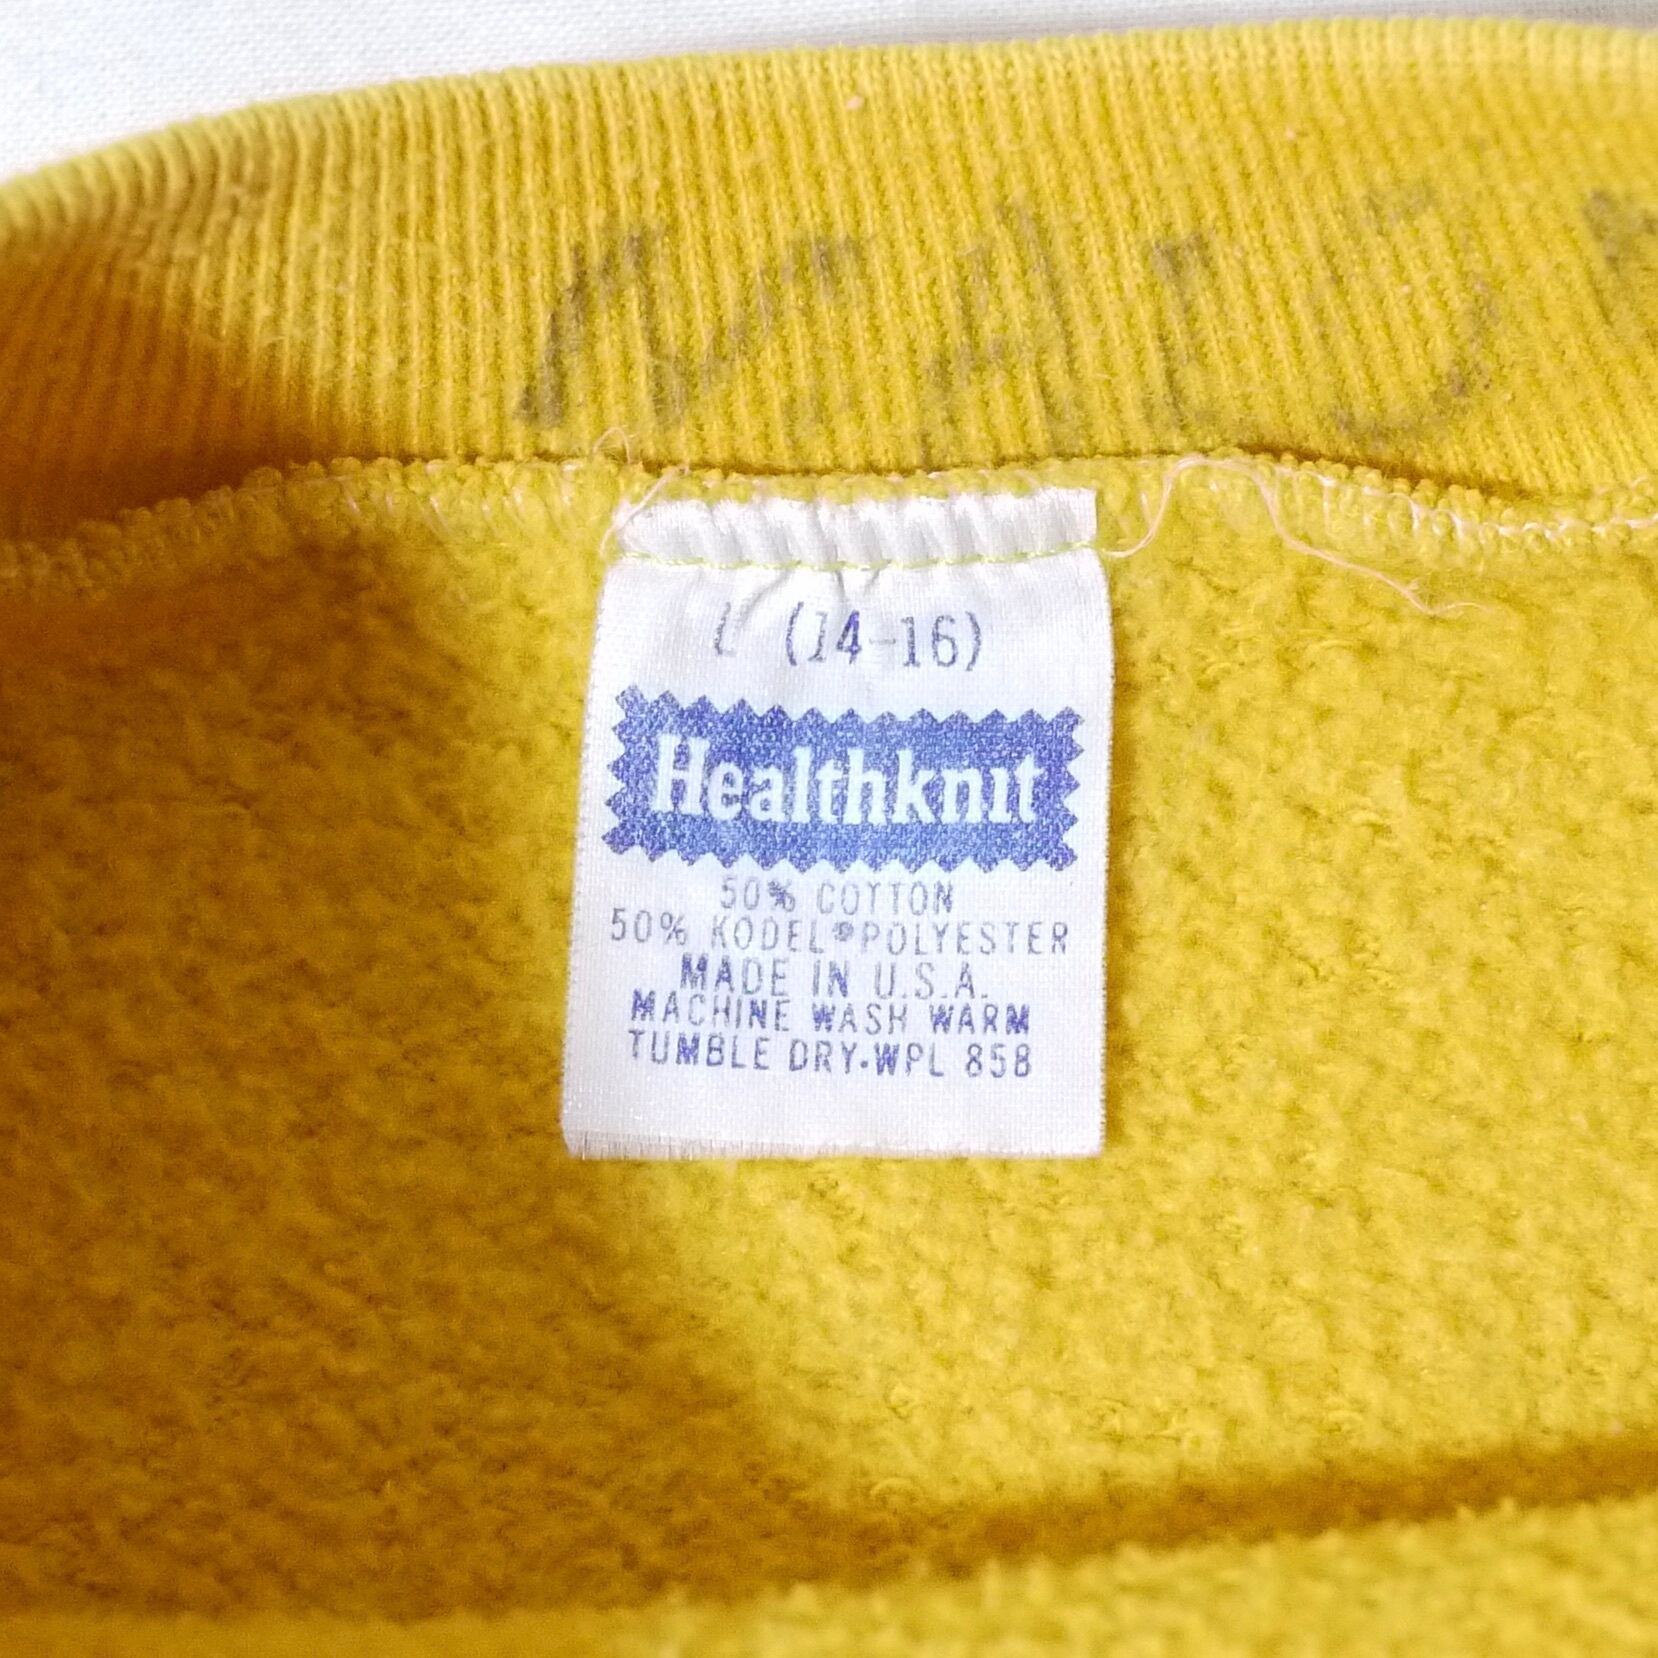 L (14-16)
Healthknit
50% COTTON
50% KODEL® POLYESTER
MADE IN U.S.A.
MACHINE WASH WARM
TUMBLE DRY·WPL 858